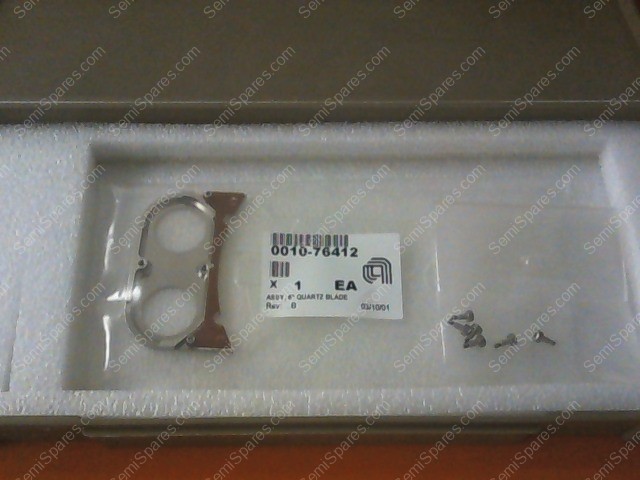 0010-76412
X 1 EA
ASSY, 6" QUARTZ BLADE
Rev: B 03/10/01
SemiSpares.com